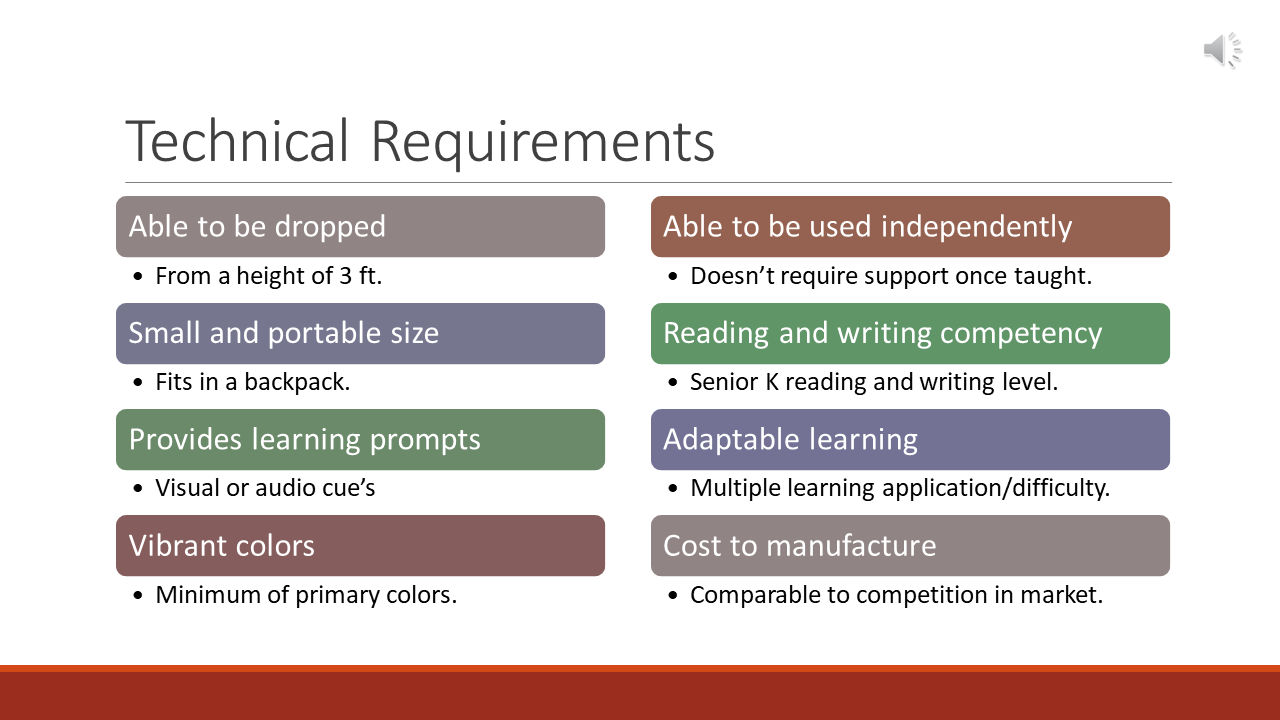 Technical Requirements
Able to be dropped
• From a height of 3 ft.
Small and portable size
• Fits in a backpack.
Provides learning prompts
• Visual or audio cue’s
Vibrant colors
• Minimum of primary colors.
Able to be used independently
• Doesn’t require support once taught.
Reading and writing competency
• Senior K reading and writing level.
Adaptable learning
• Multiple learning application/difficulty.
Cost to manufacture
• Comparable to competition in market.